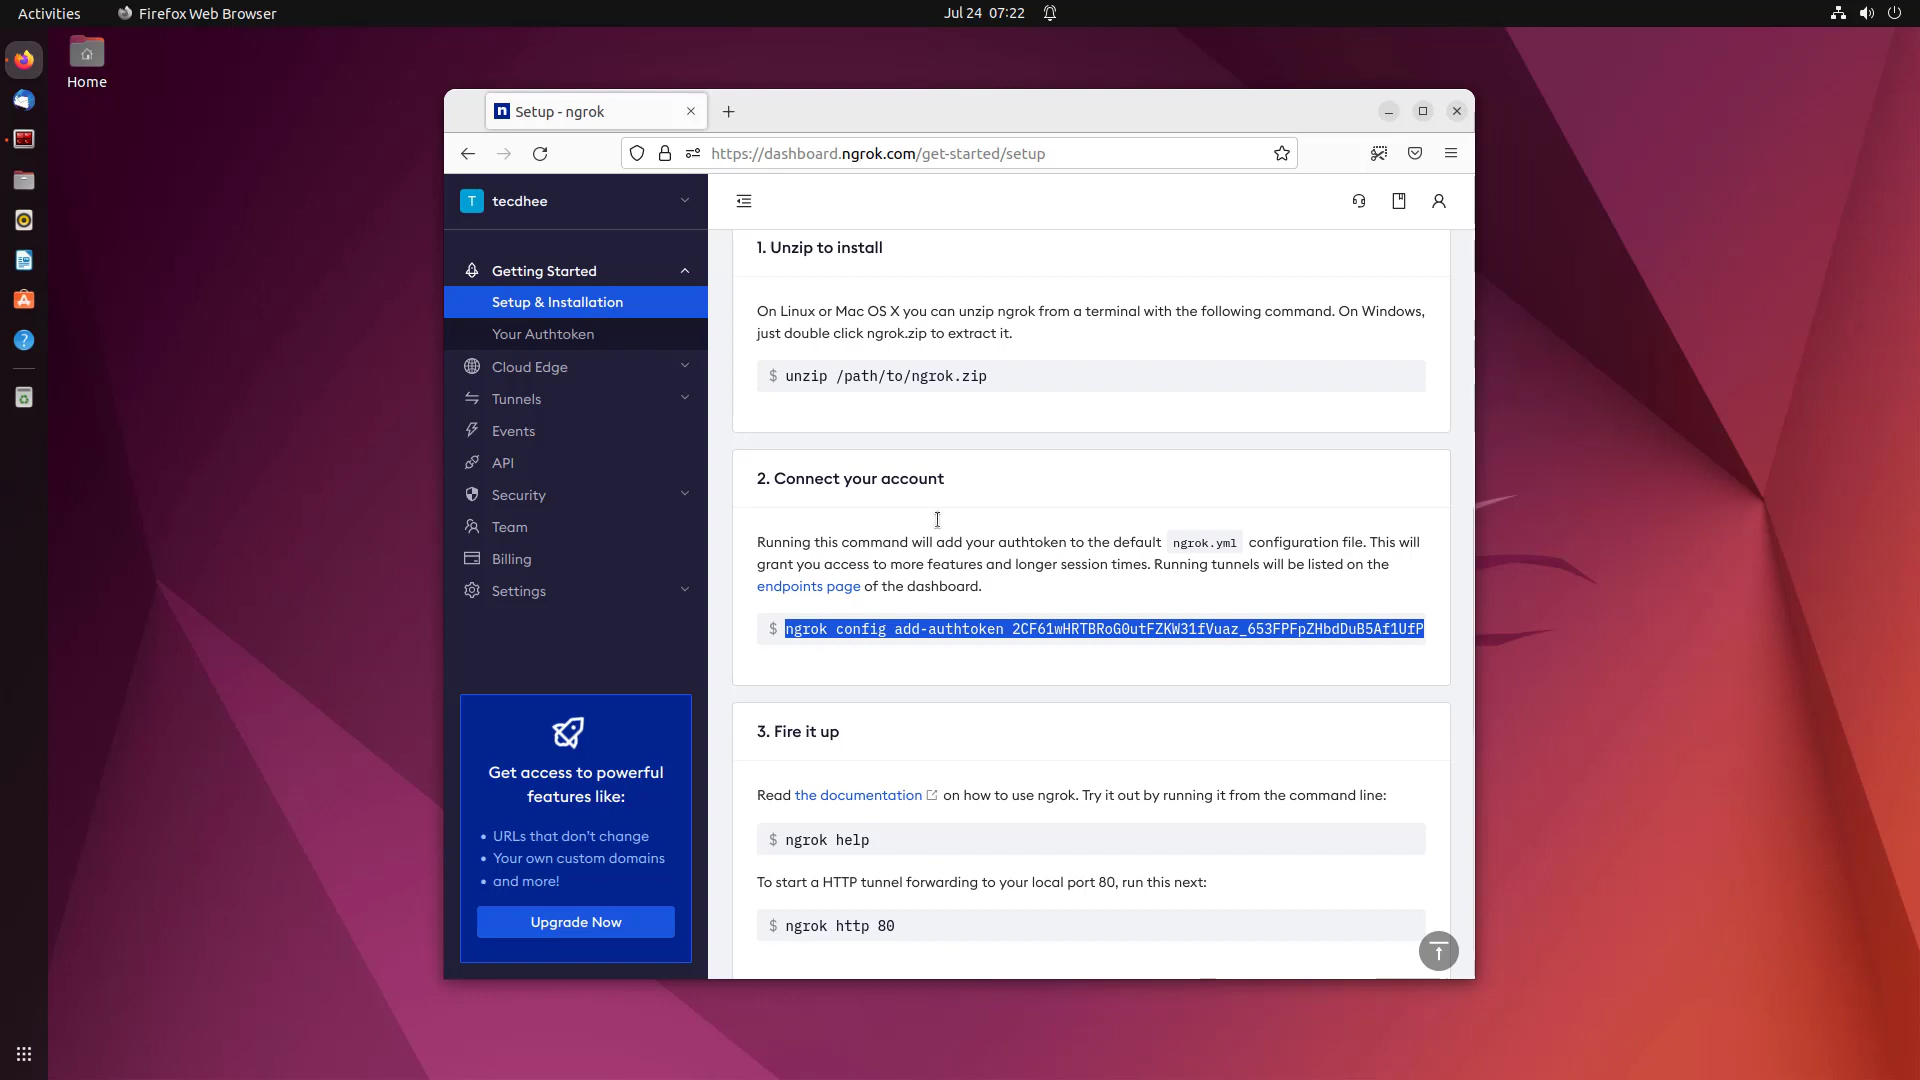 Activities
Firefox Web Browser
Jul 24 07:22
Home
n Setup - ngrok
https://dashboard.ngrok.com/get-started/setup
T tecdhee
Getting Started
Setup & Installation
Your Authtoken
Cloud Edge
Tunnels
Events
API
Security
Team
Billing
Settings
Get access to powerful
features like:
• URLs that don't change
• Your own custom domains
• and more!
Upgrade Now
1. Unzip to install
On Linux or Mac OS X you can unzip ngrok from a terminal with the following command. On Windows,
just double click ngrok.zip to extract it.
$ unzip /path/to/ngrok.zip
2. Connect your account
Running this command will add your authtoken to the default ngrok.yml configuration file. This will
grant you access to more features and longer session times. Running tunnels will be listed on the
endpoints page of the dashboard.
$ ngrok config add-authtoken 2CF61wHRTBRoG0utFZKW31fVuaz_653FPFpZHbdDuB5Af1UfP
3. Fire it up
Read the documentation on how to use ngrok. Try it out by running it from the command line:
$ ngrok help
To start a HTTP tunnel forwarding to your local port 80, run this next:
$ ngrok http 80